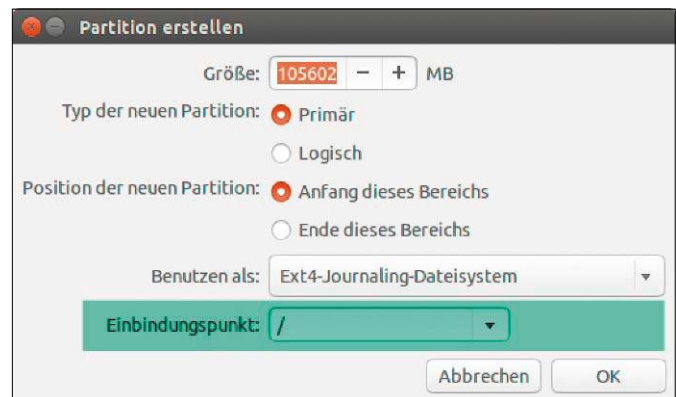 Partition erstellen
Größe: 105602 − + MB
Typ der neuen Partition: Primär
Logisch
Position der neuen Partition: Anfang dieses Bereichs
Ende dieses Bereichs
Benutzen als: Ext4-Journaling-Dateisystem
Einbindungspunkt: /
Abbrechen OK